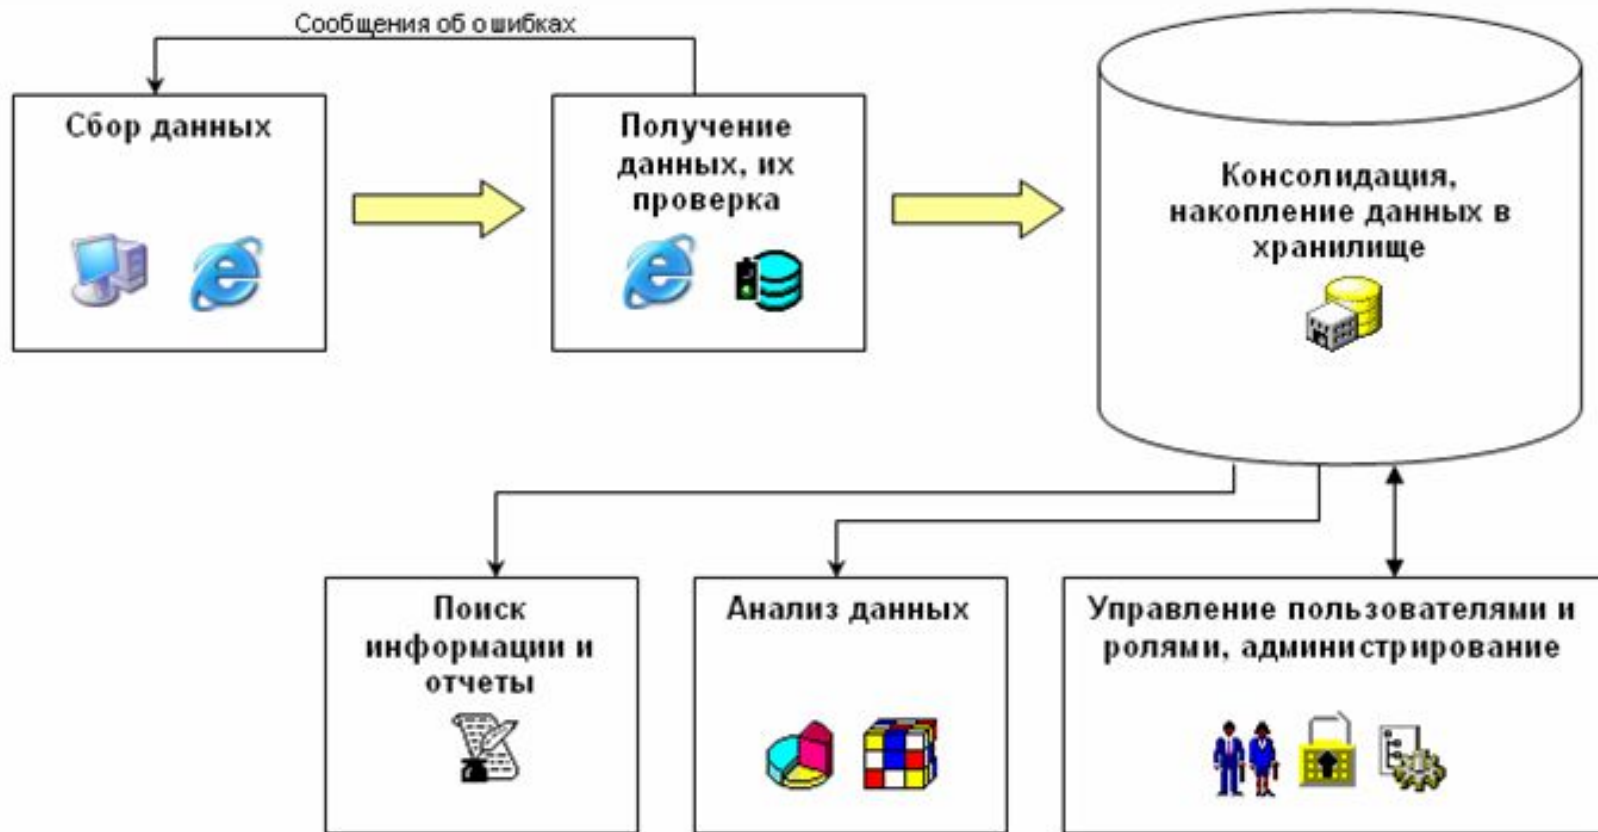 Сообщения об ошибках
Сбор данных
Получение
данных, их
проверка
Консолидация,
накопление данных в
хранилище
Поиск
информации и
отчеты
Анализ данных
Управление пользователями и
ролями, администрирование